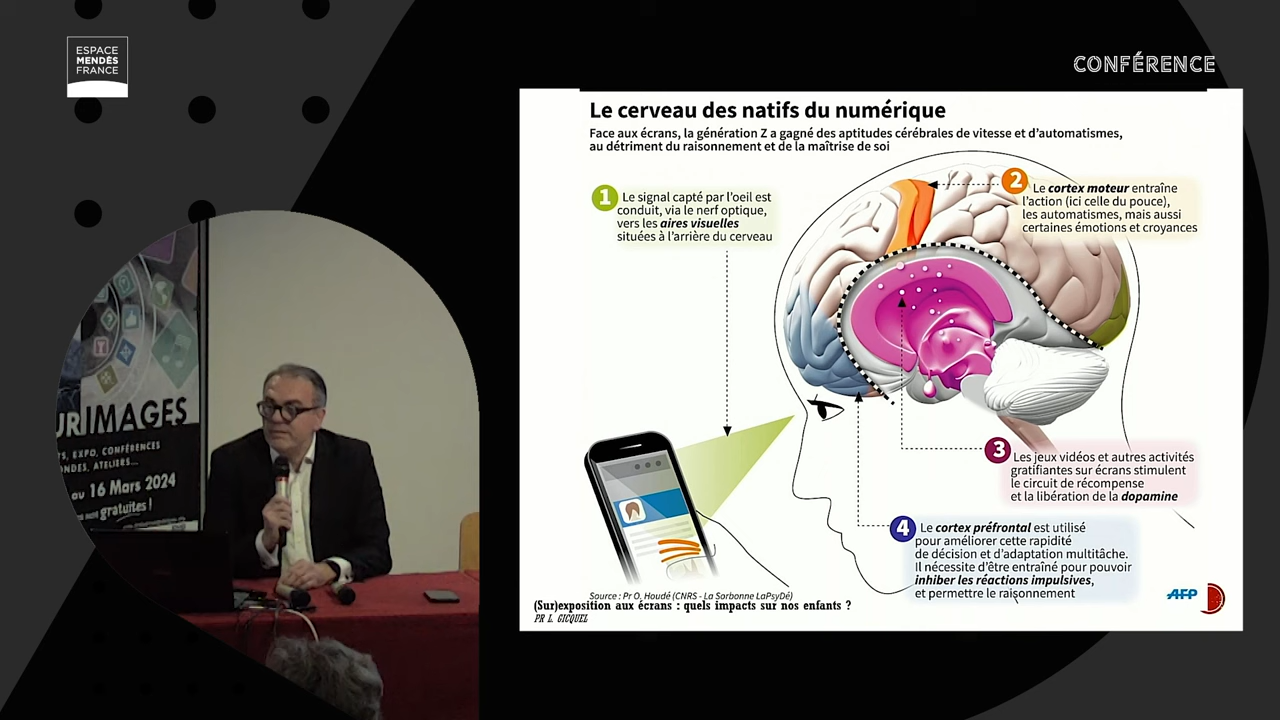 ESPACE
MENDÈS
FRANCE
CONFÉRENCE
Le cerveau des natifs du numérique
Face aux écrans, la génération Z a gagné des aptitudes cérébrales de vitesse et d'automatismes,
au détriment du raisonnement et de la maîtrise de soi
1
Le signal capté par l'oeil est
conduit, via le nerf optique,
vers les aires visuelles
situées à l'arrière du cerveau
2
Le cortex moteur entraîne
l'action (ici celle du pouce),
les automatismes, mais aussi
certaines émotions et croyances
3
Les jeux vidéos et autres activités
gratifiantes sur écrans stimulent
le circuit de récompense
et la libération de la dopamine
4
Le cortex préfrontal est utilisé
pour améliorer cette rapidité
de décision et d'adaptation multitâche.
Il nécessite d'être entraîné pour pouvoir
inhiber les réactions impulsives,
et permettre le raisonnement
Source : Pr O. Houdé (CNRS - La Sorbonne LaPsyDé)
AFP
(Sur)exposition aux écrans : quels impacts sur nos enfants ?
PR L. GICQUEL
URIMAGES
TS, EXPO, CONFÉRENCES
ONDES, ATELIERS...
au 16 Mars 2024
gratuites !